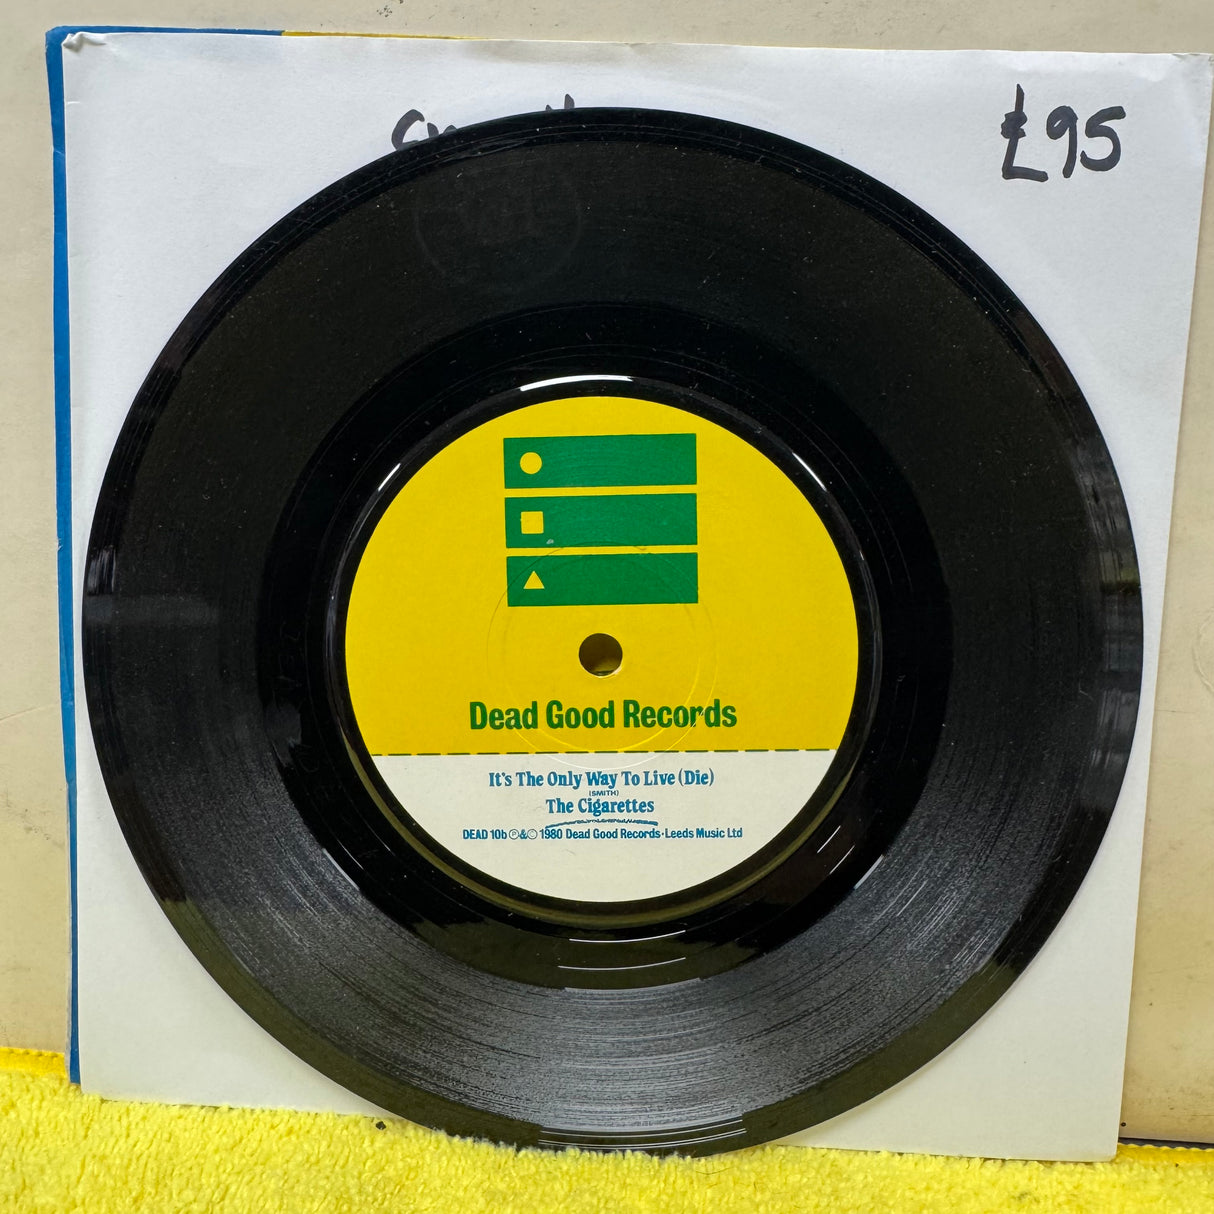 £95
Dead Good Records
It's The Only Way To Live (Die)
(SMITH)
The Cigarettes
DEAD 10b ℗&© 1980 Dead Good Records·Leeds Music Ltd